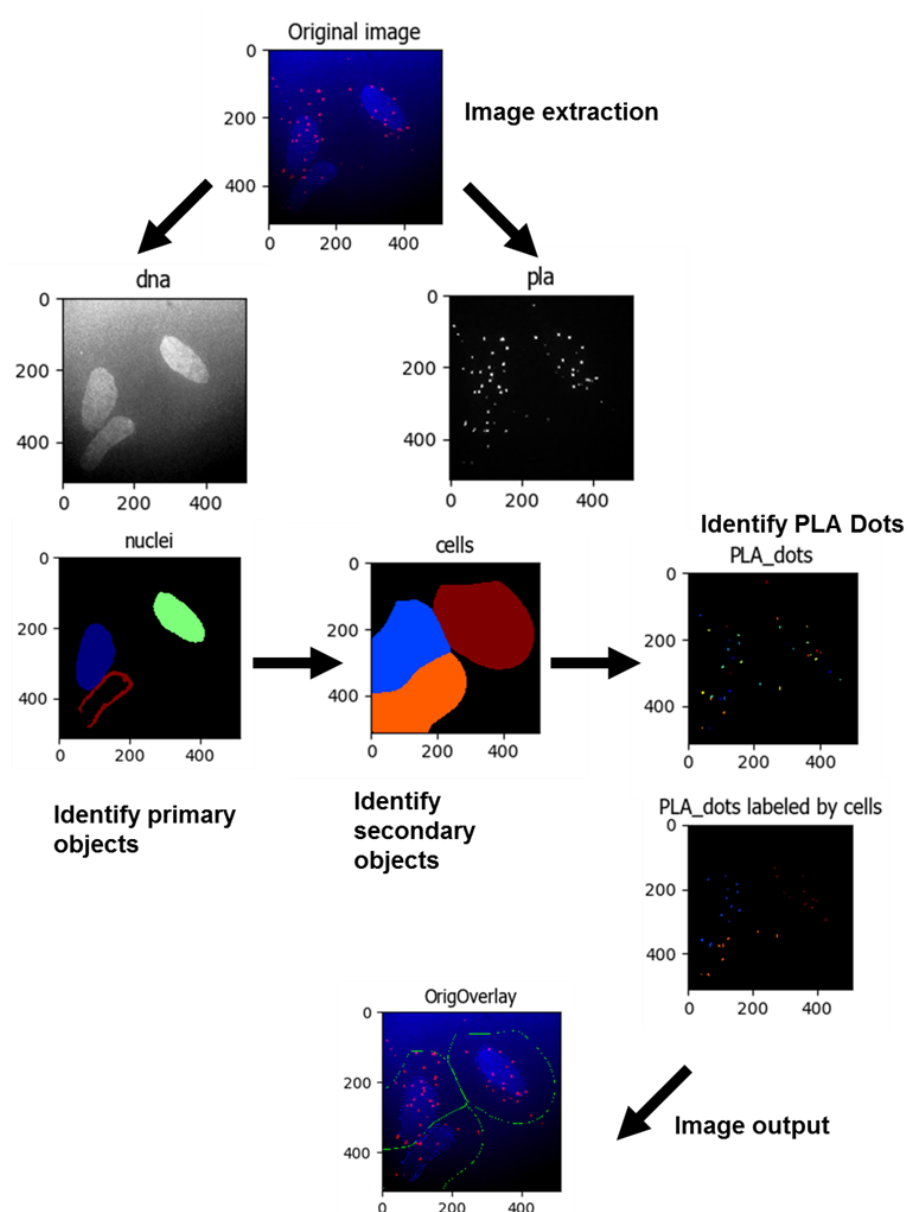 Original image
0
200
400
0 200 400
Image extraction
dna
0
200
400
0 200 400
pla
0
200
400
0 200 400
nuclei
0
200
400
0 200 400
Identify primary
objects
cells
0
200
400
0 200 400
Identify
secondary
objects
Identify PLA Dots
PLA_dots
0
200
400
0 200 400
PLA_dots labeled by cells
0
200
400
0 200 400
OrigOverlay
0
200
400
0 200 400
Image output